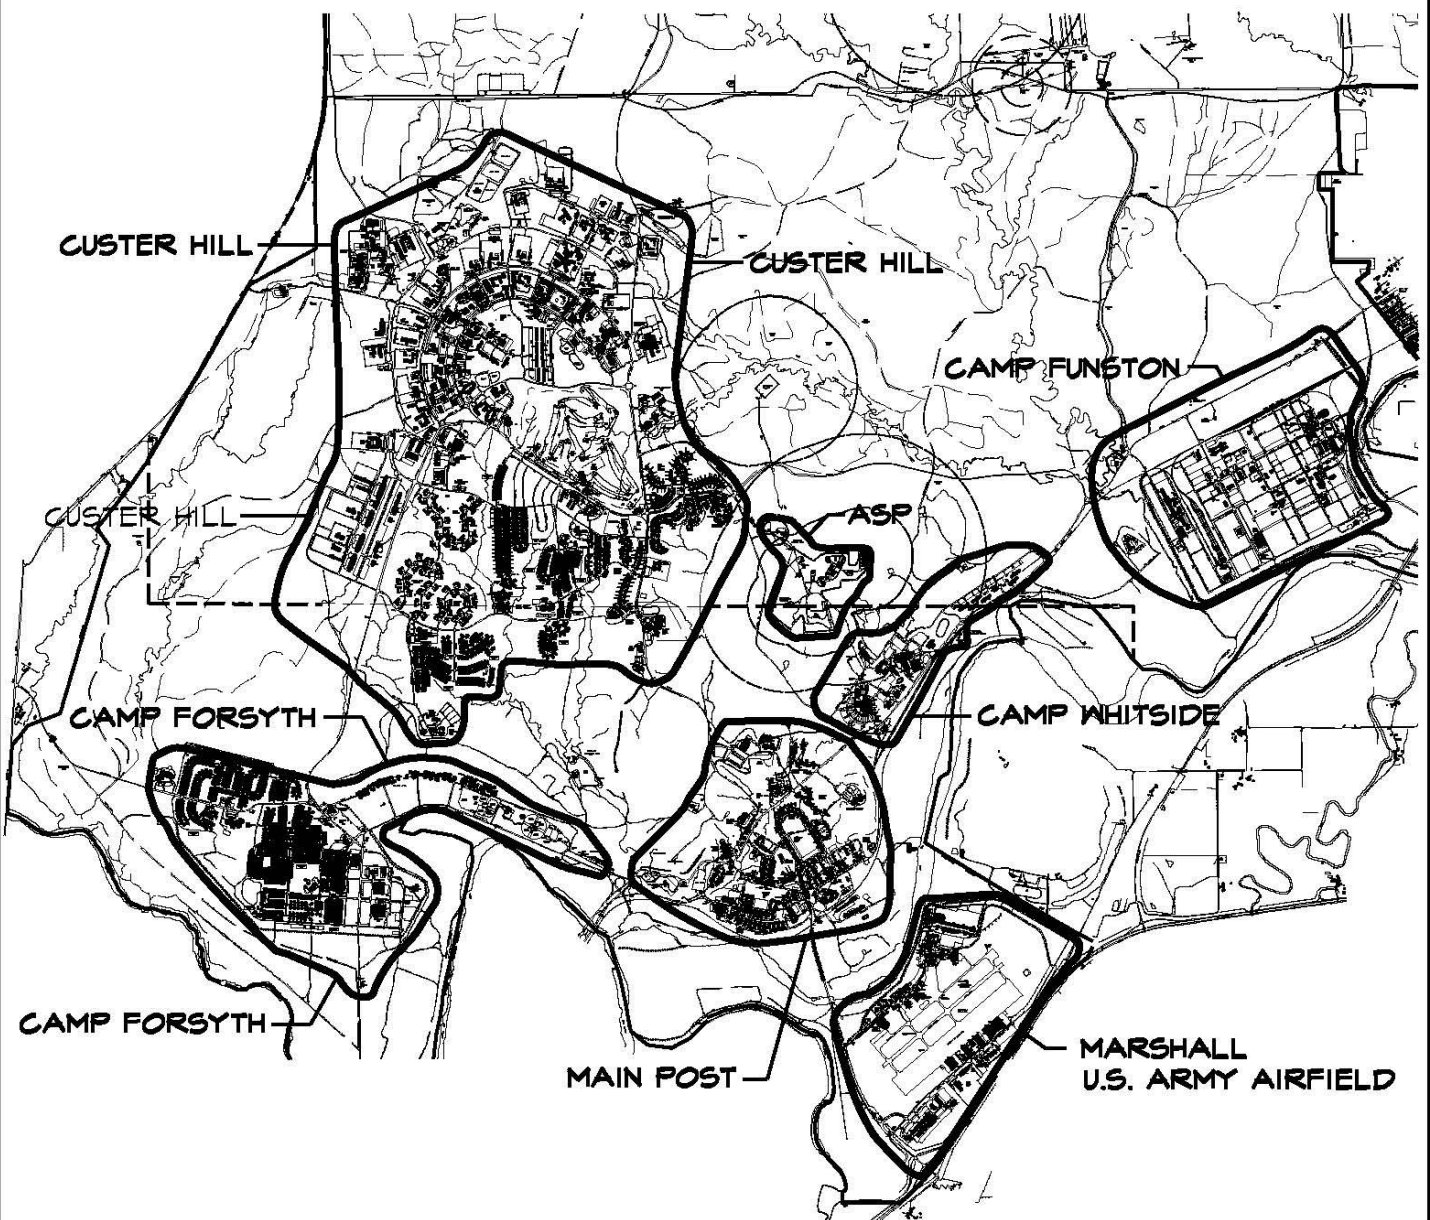 CUSTER HILL
CUSTER HILL
CAMP FUNSTON
CUSTER HILL
ASP
CAMP FORSYTH
CAMP WHITSIDE
CAMP FORSYTH
MAIN POST
MARSHALL
U.S. ARMY AIRFIELD